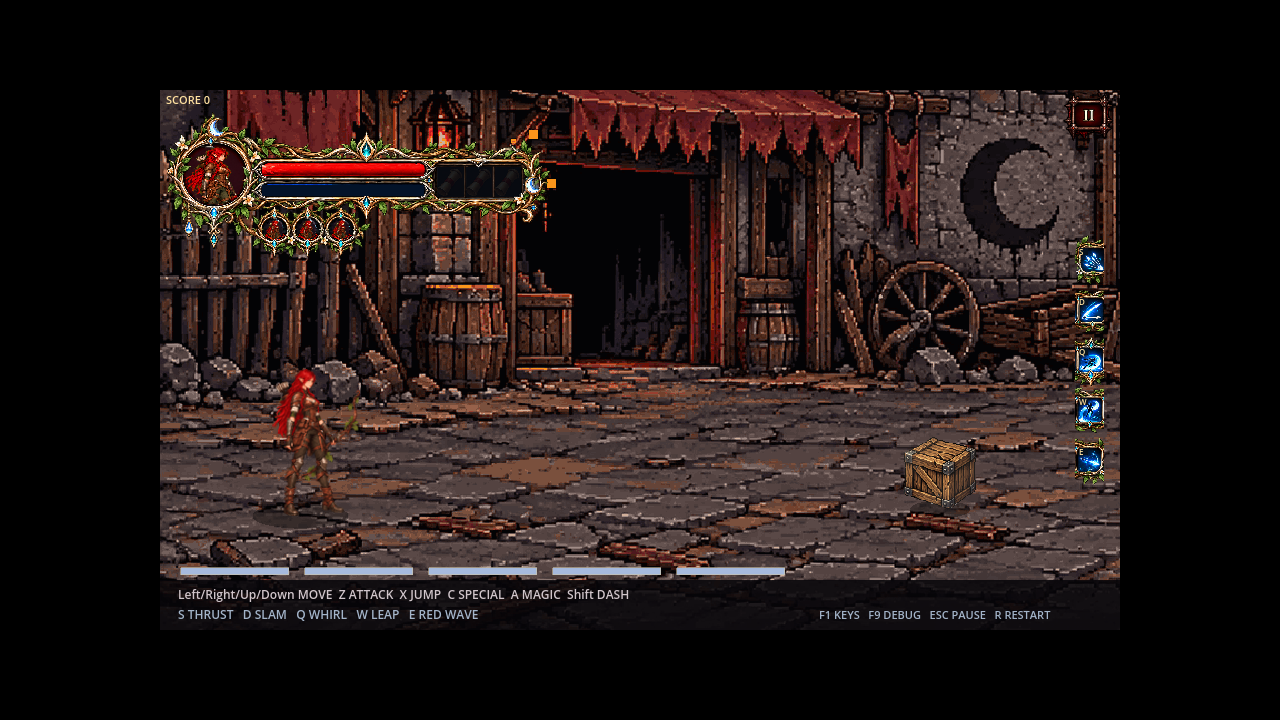 SCORE 0
D
Q
W
E
Left/Right/Up/Down MOVE  Z ATTACK  X JUMP  C SPECIAL  A MAGIC  Shift DASH
S THRUST  D SLAM  Q WHIRL  W LEAP  E RED WAVE
F1 KEYS  F9 DEBUG  ESC PAUSE  R RESTART